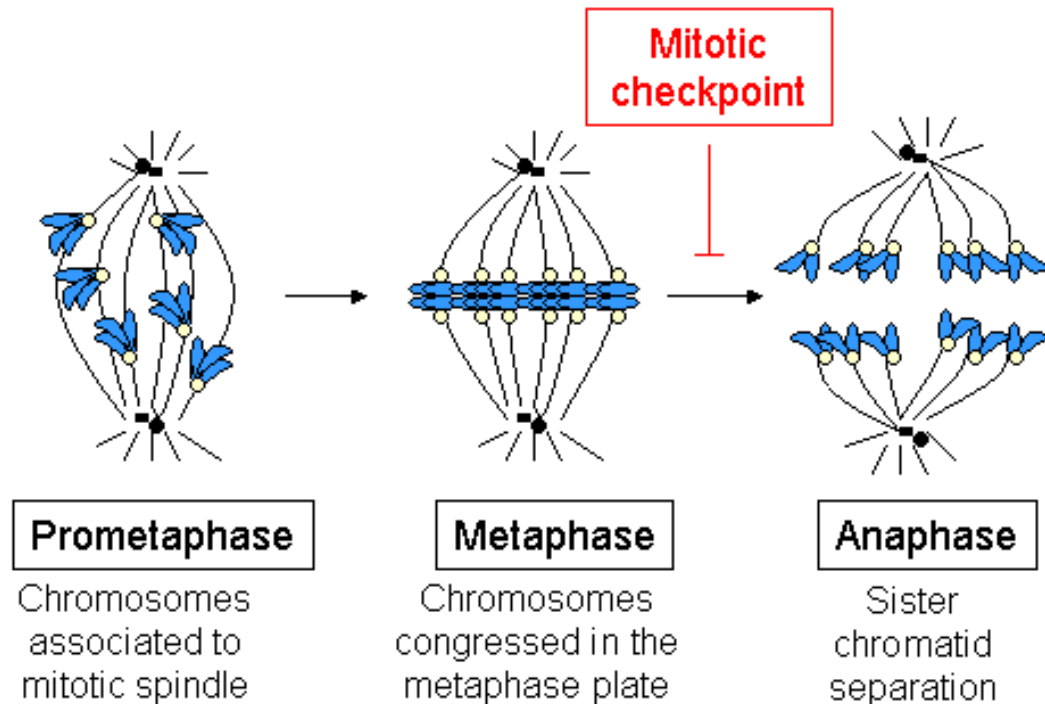 Mitotic
checkpoint
Prometaphase
Chromosomes
associated to
mitotic spindle
Metaphase
Chromosomes
congressed in the
metaphase plate
Anaphase
Sister
chromatid
separation